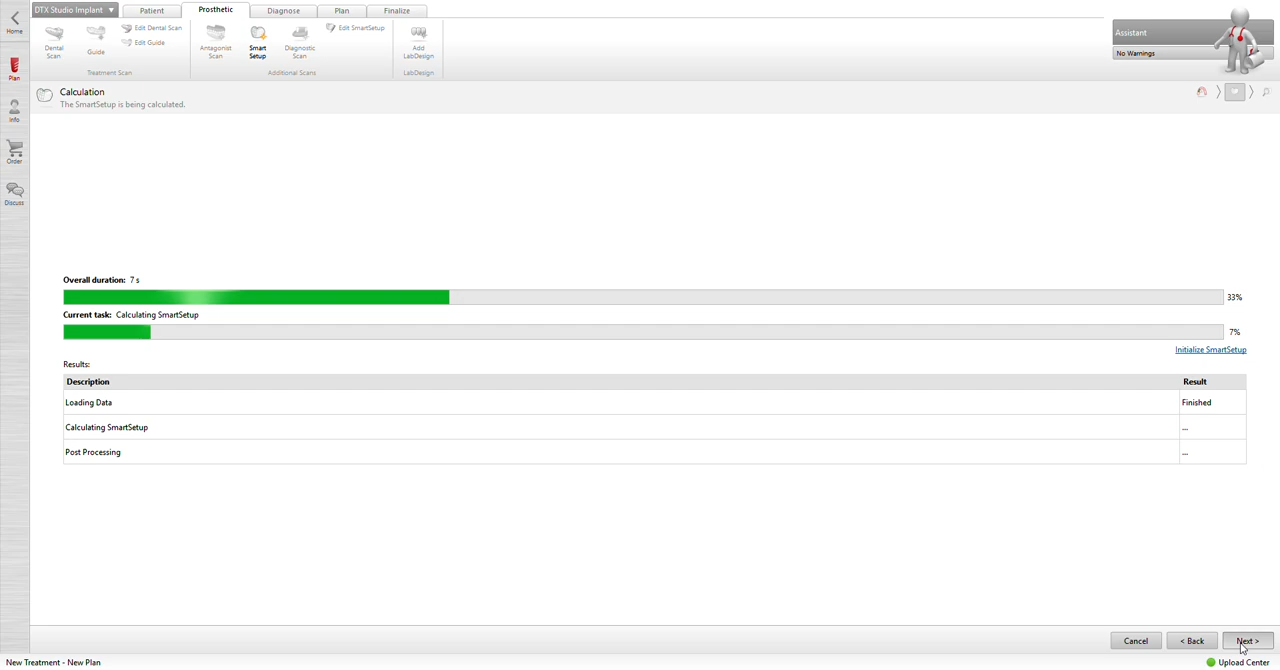 DTX Studio Implant ▼
Patient
Prosthetic
Diagnose
Plan
Finalize
Home
Plan
Info
Order
Discuss
Dental
Scan
Guide
Edit Dental Scan
Edit Guide
Treatment Scan
Antagonist
Scan
Smart
Setup
Diagnostic
Scan
Edit SmartSetup
Additional Scans
Add
LabDesign
LabDesign
Assistant
No Warnings
Calculation
The SmartSetup is being calculated.
Overall duration: 7 s
33%
Current task: Calculating SmartSetup
7%
Initialize SmartSetup
Results:
Description Result
Loading Data Finished
Calculating SmartSetup ...
Post Processing ...
Cancel
< Back
Next >
New Treatment - New Plan
Upload Center